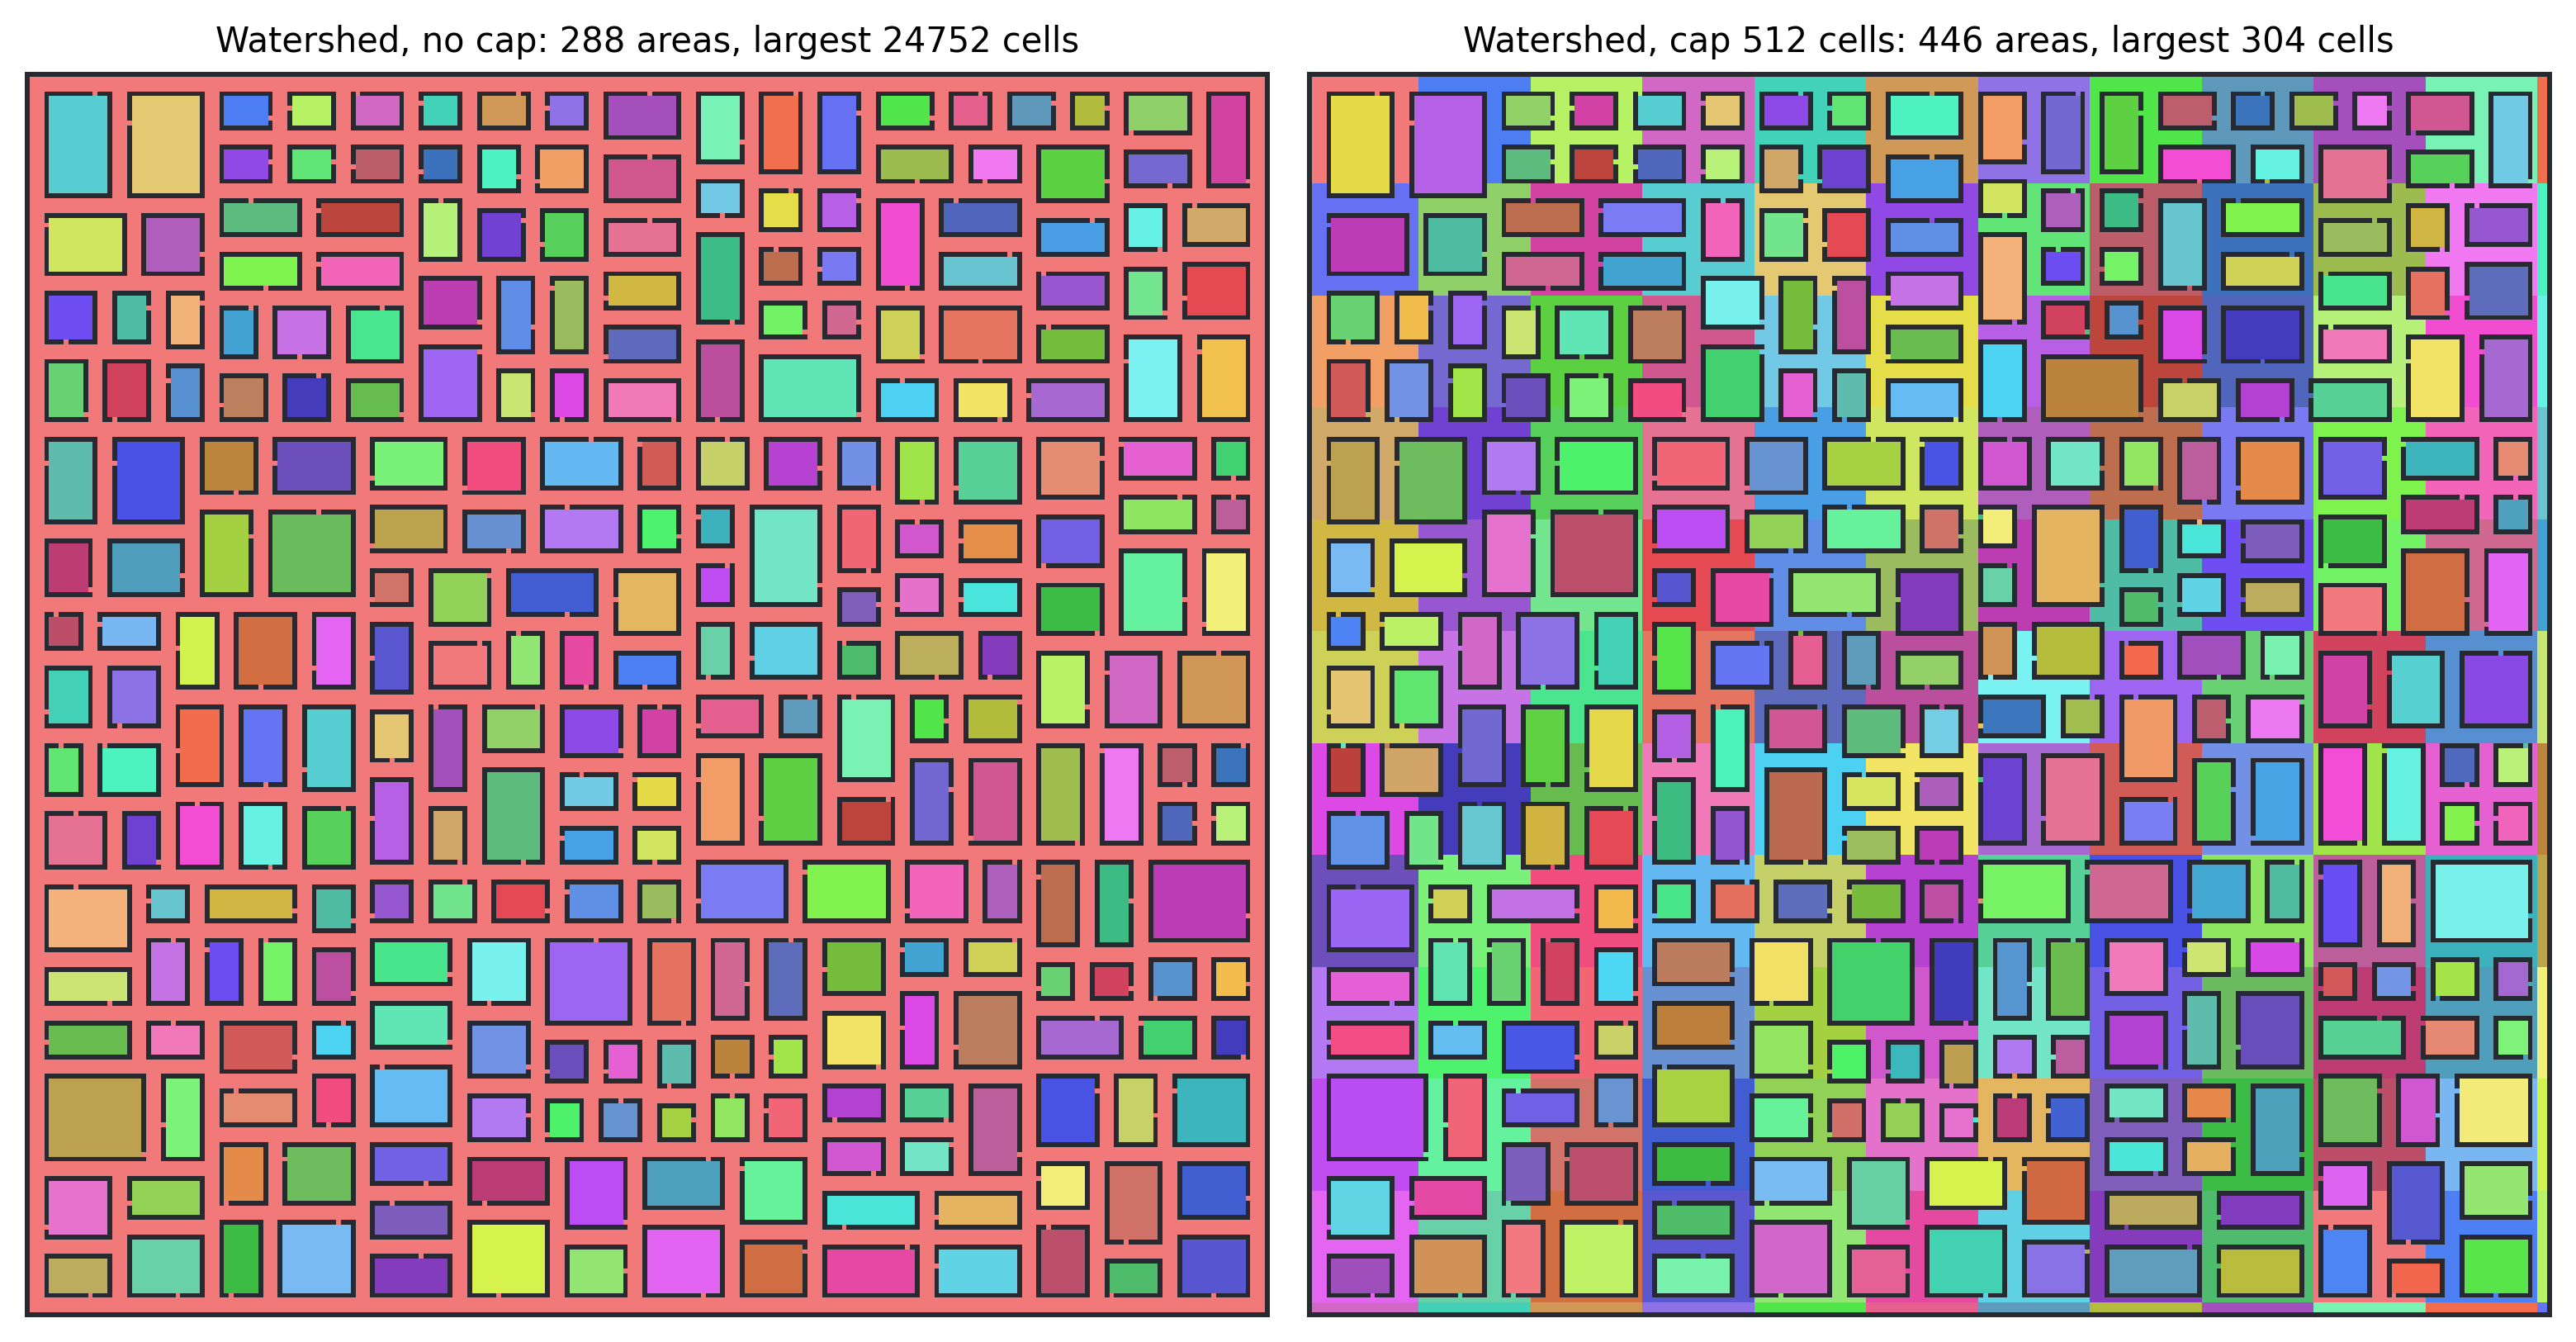 Watershed, no cap: 288 areas, largest 24752 cells
Watershed, cap 512 cells: 446 areas, largest 304 cells